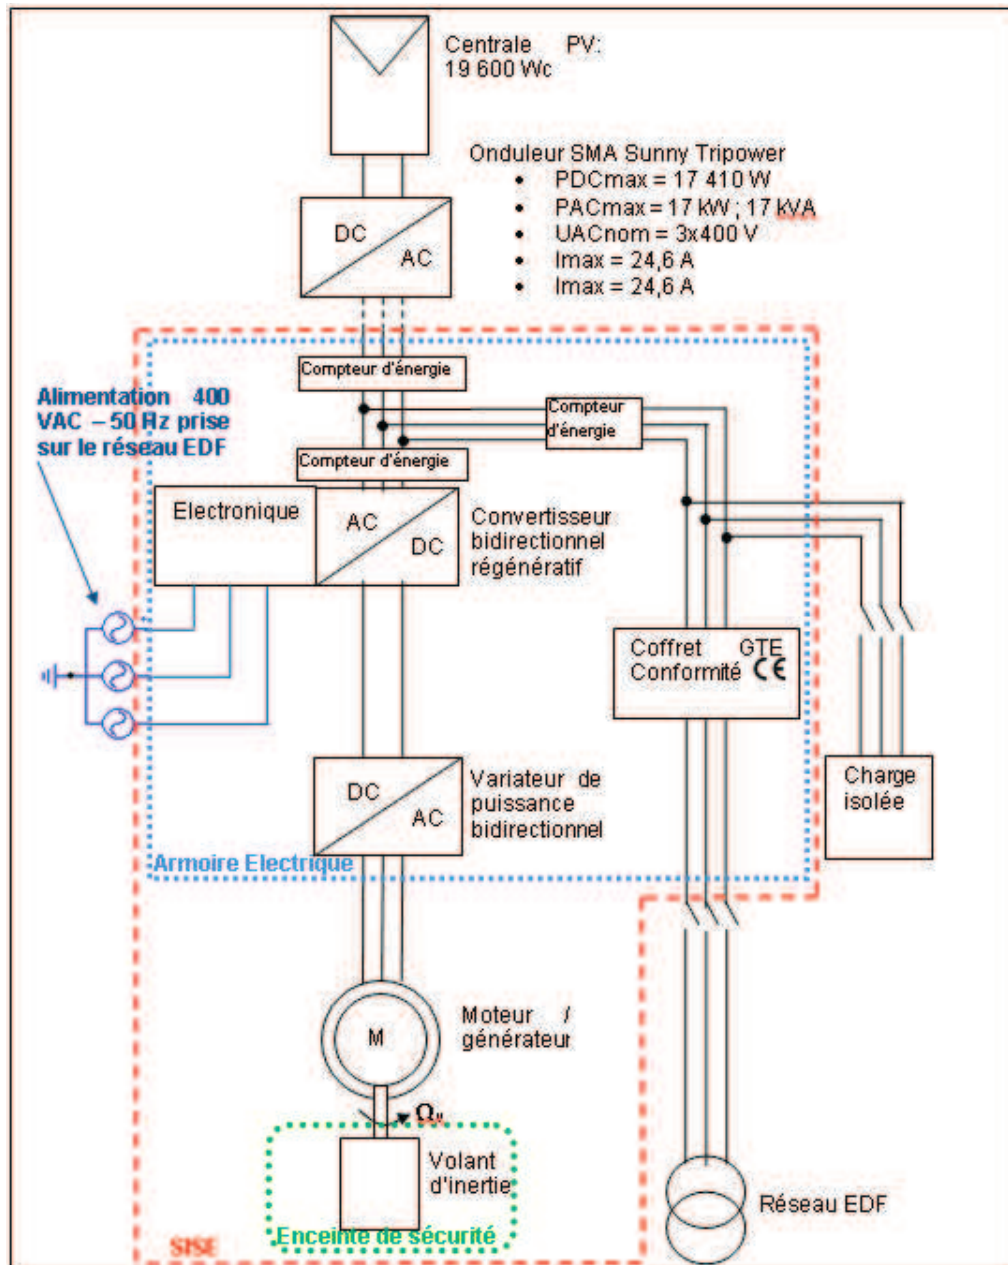 Centrale PV:
19 600 Wc
Onduleur SMA Sunny Tripower
• PDCmax = 17 410 W
• PACmax = 17 kW ; 17 kVA
• UACnom = 3x400 V
• Imax = 24,6 A
• Imax = 24,6 A
DC
AC
Compteur d'énergie
Alimentation 400
VAC – 50 Hz prise
sur le réseau EDF
Compteur
d'énergie
Compteur d'énergie
Electronique
AC
DC
Convertisseur
bidirectionnel
régénératif
Coffret GTE
Conformité CE
DC
AC
Variateur de
puissance
bidirectionnel
Charge
isolée
Armoire Electrique
M
Moteur /
générateur
Ωv
Volant
d'inertie
Enceinte de sécurité
Réseau EDF
SISE